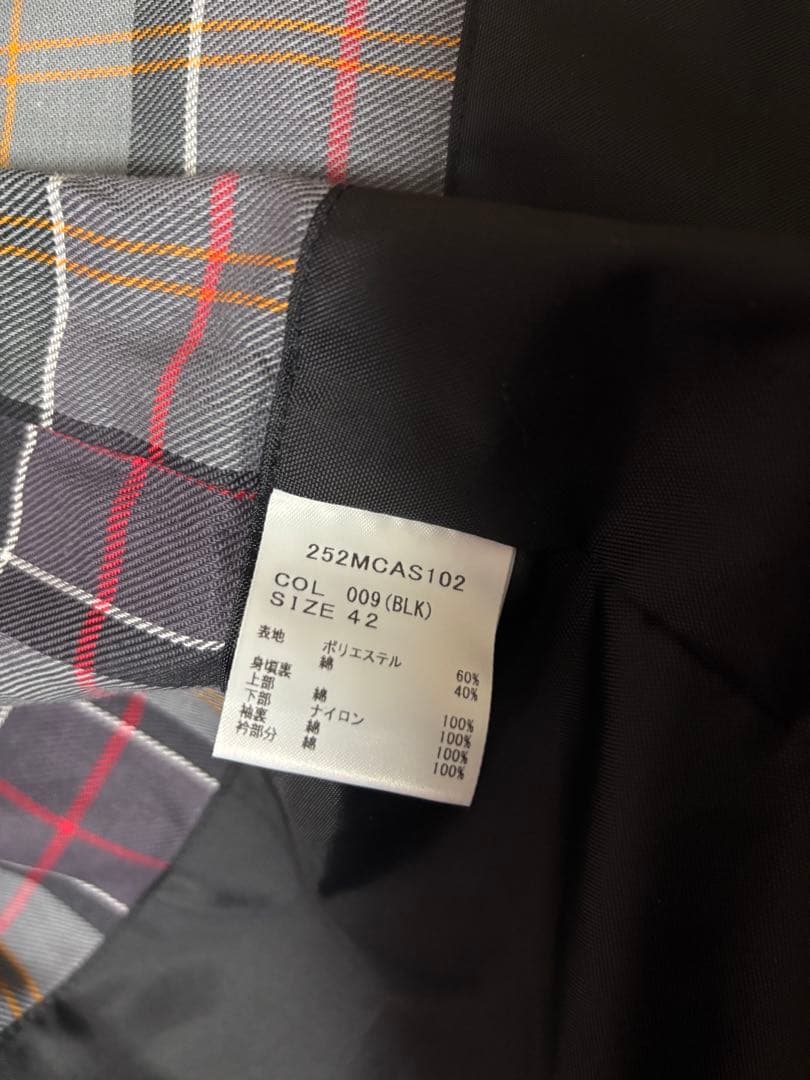 252MCAS102
COL 009(BLK)
SIZE 42
表地 ポリエステル 60%
綿 40%
身頃裏
上部 綿 100%
下部 ナイロン 100%
袖裏 綿 100%
衿部分 綿 100%